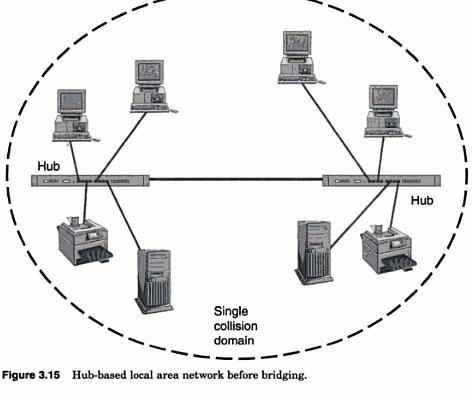 Hub
Hub
Single
collision
domain
Figure 3.15 Hub-based local area network before bridging.